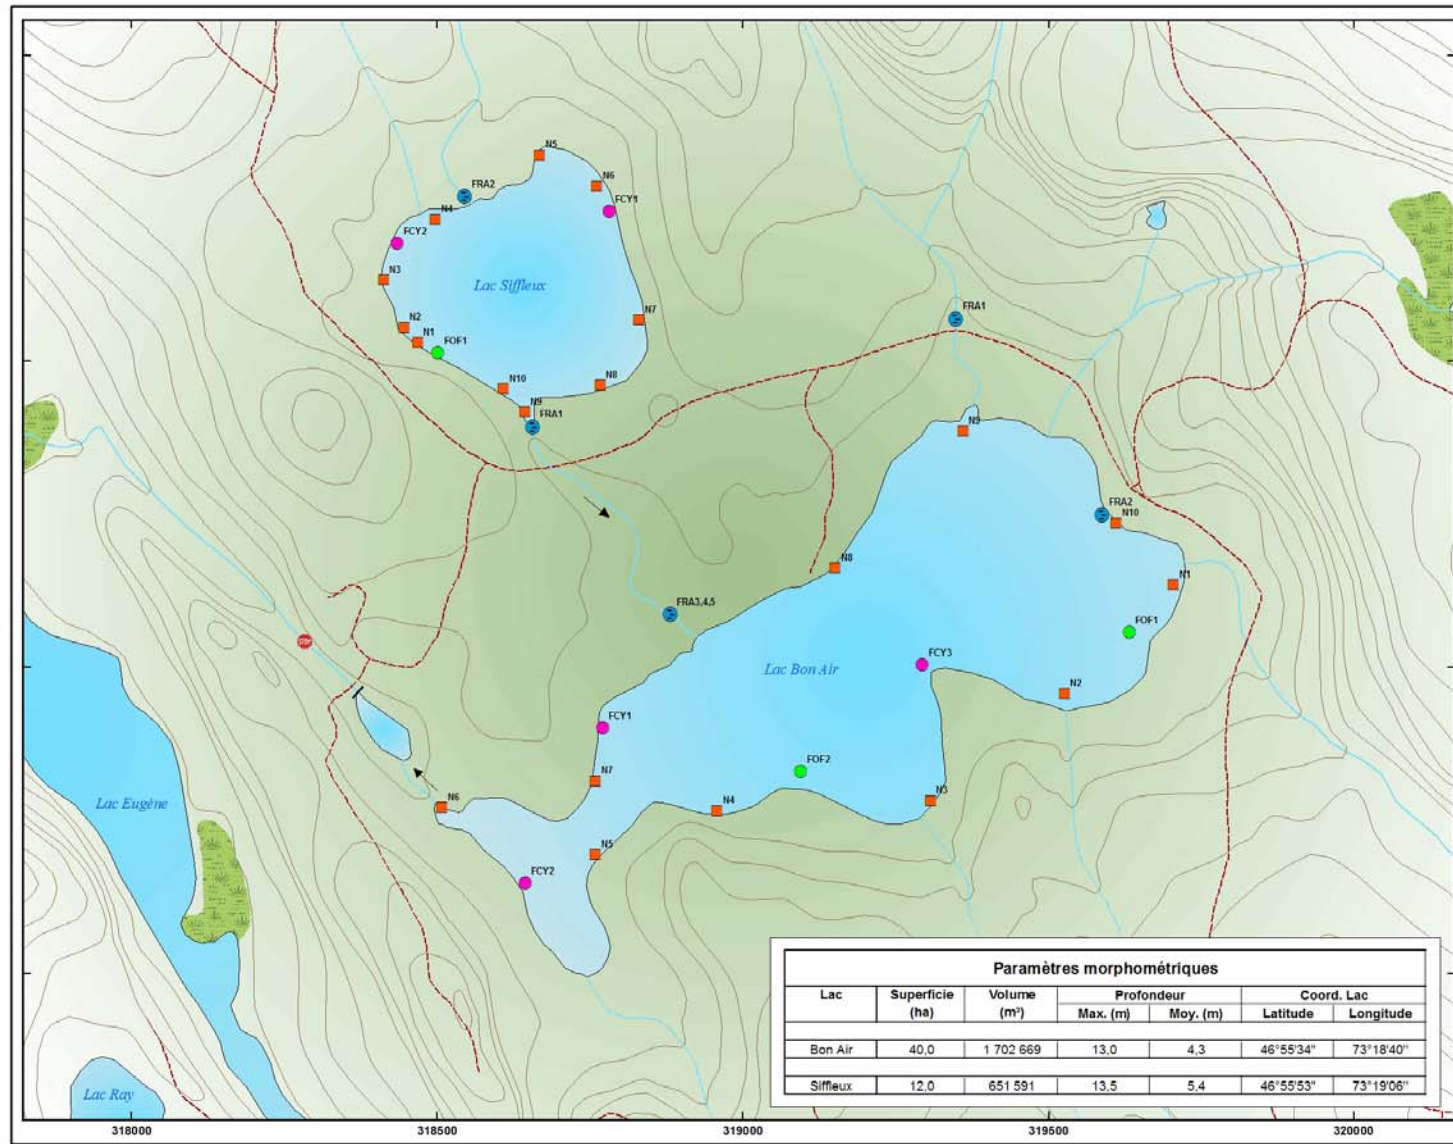 N5
N6
FRA2
FCY1
N4
FCY2
N3
Lac Siffleux
N7
FRA1
N2
N1
FOF1
N8
N10
N9
FRA1
N9
FRA2
N10
N8
N1
FRA3,4,5
FOF1
STOP
FCY3
Lac Bon Air
N2
FCY1
FOF2
N7
N3
Lac Eugène
N6
N4
N5
FCY2
Lac Ray
Paramètres morphométriques
Lac Superficie (ha) Volume (m³) Profondeur Coord. Lac
Max. (m) Moy. (m) Latitude Longitude
Bon Air 40,0 1 702 669 13,0 4,3 46°55'34" 73°18'40"
Siffleux 12,0 651 591 13,5 5,4 46°55'53" 73°19'06"
318000 318500 319000 319500 320000